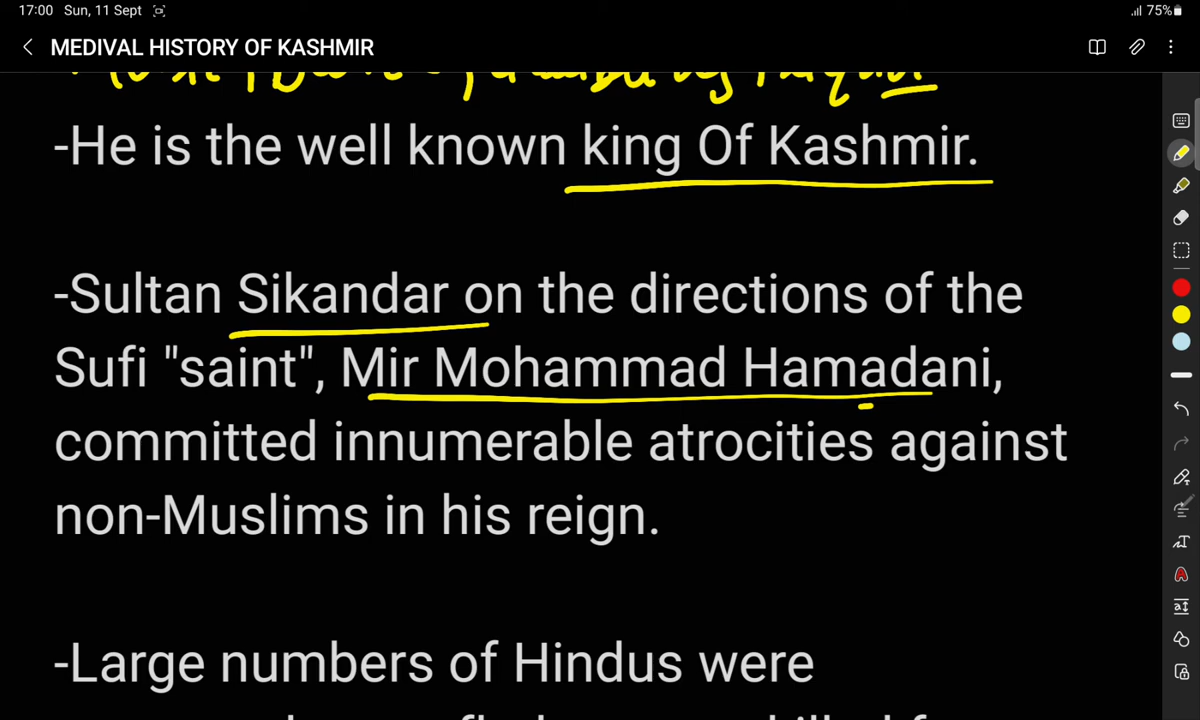 17:00 Sun, 11 Sept 75%
MEDIVAL HISTORY OF KASHMIR
-He is the well known king Of Kashmir.
-Sultan Sikandar on the directions of the
Sufi "saint", Mir Mohammad Hamadani,
committed innumerable atrocities against
non-Muslims in his reign.
-Large numbers of Hindus were